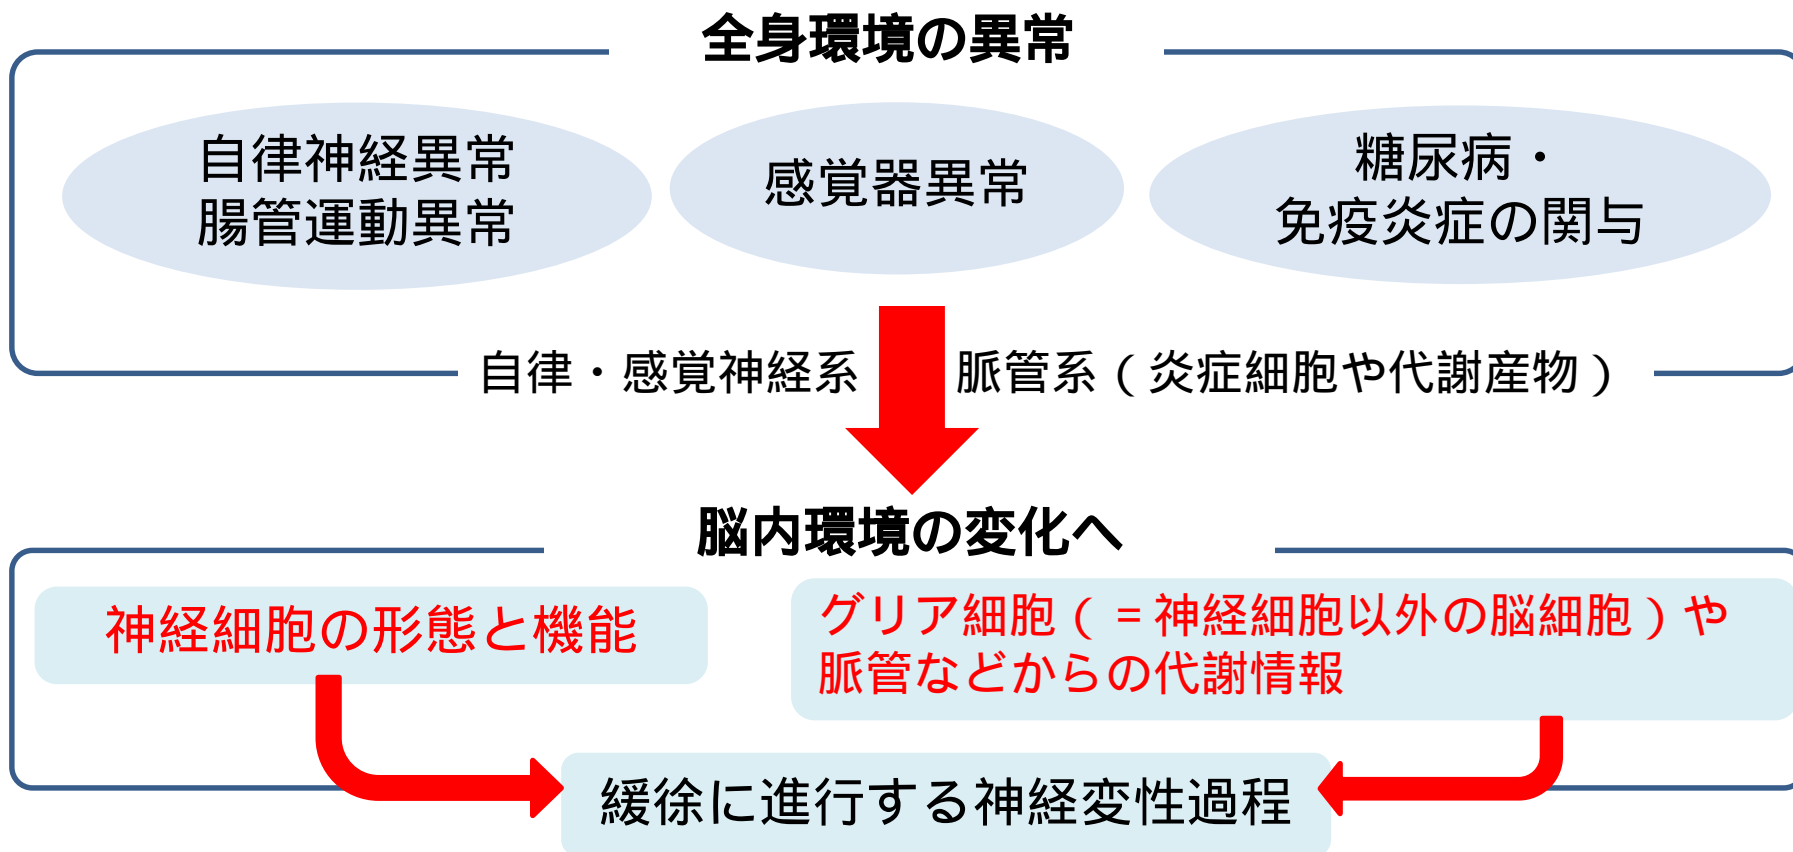 全身環境の異常
自律神経異常
腸管運動異常
感覚器異常
糖尿病・
免疫炎症の関与
自律・感覚神経系
脈管系（炎症細胞や代謝産物）
脳内環境の変化へ
神経細胞の形態と機能
グリア細胞（＝神経細胞以外の脳細胞）や
脈管などからの代謝情報
緩徐に進行する神経変性過程